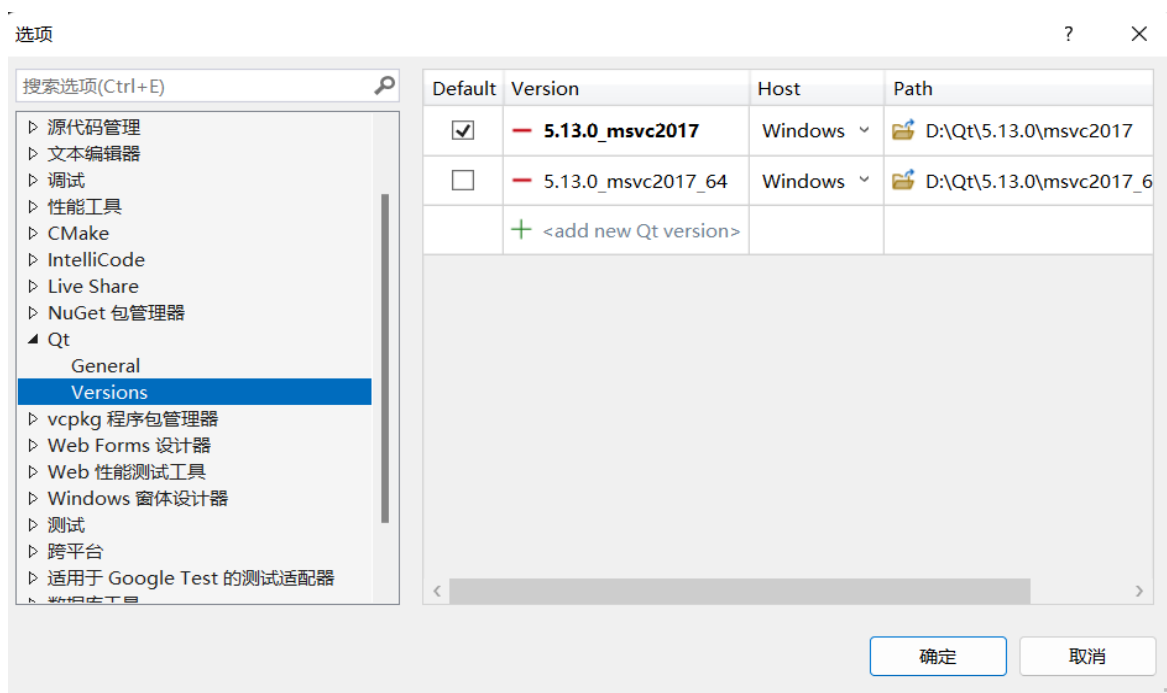 选项
搜索选项(Ctrl+E)
源代码管理
文本编辑器
调试
性能工具
CMake
IntelliCode
Live Share
NuGet 包管理器
Qt
General
Versions
vcpkg 程序包管理器
Web Forms 设计器
Web 性能测试工具
Windows 窗体设计器
测试
跨平台
适用于 Google Test 的测试适配器
数据库工具
Default Version Host Path
5.13.0_msvc2017 Windows D:\Qt\5.13.0\msvc2017
5.13.0_msvc2017_64 Windows D:\Qt\5.13.0\msvc2017_6
<add new Qt version>
确定 取消